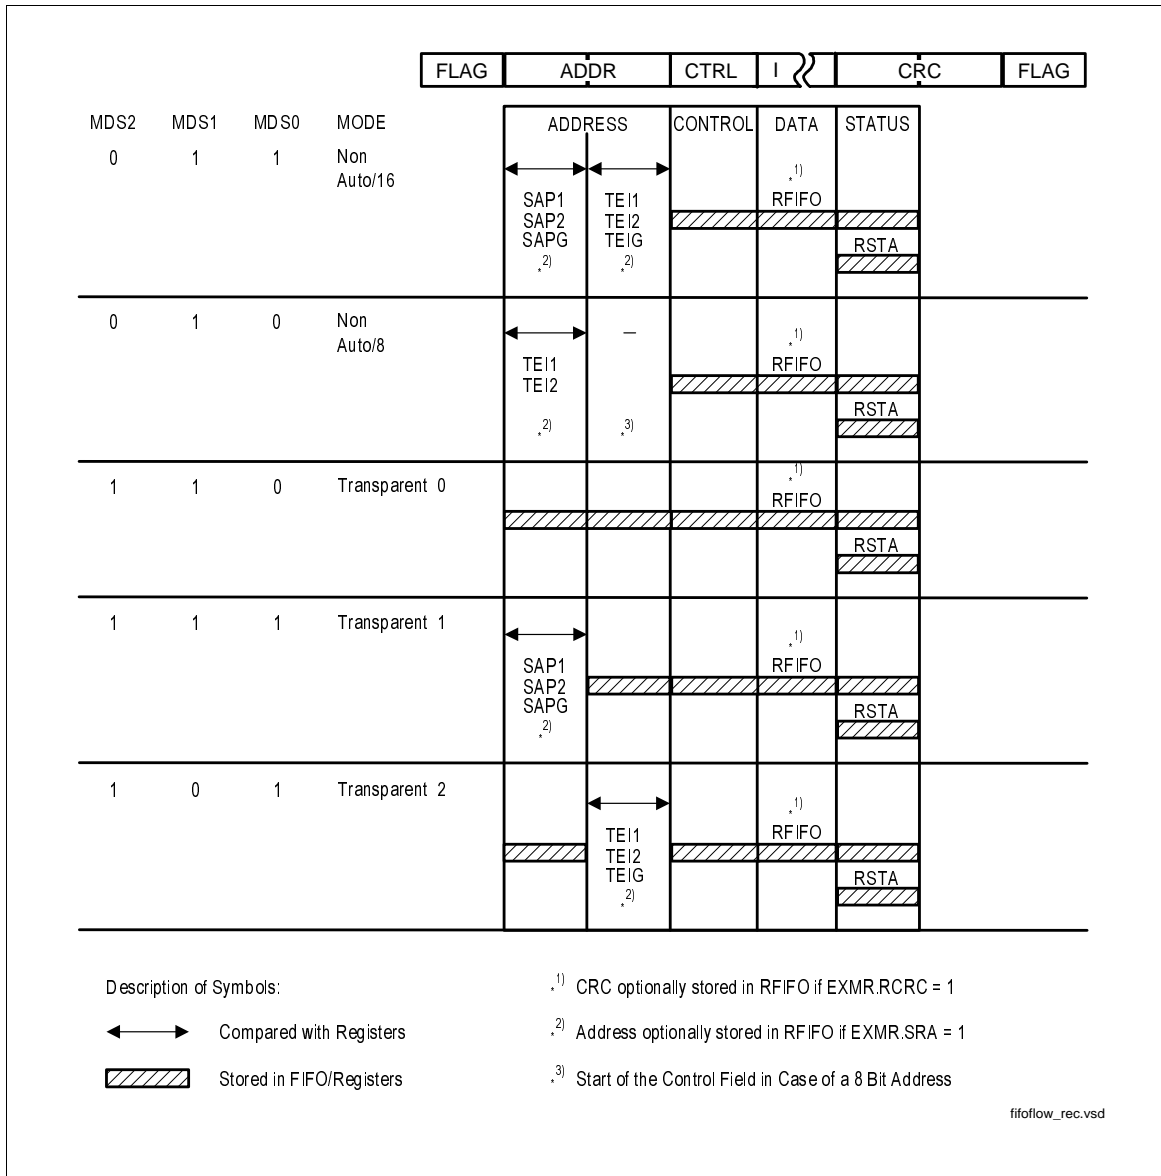 FLAG ADDR CTRL I CRC FLAG
MDS2 MDS1 MDS0 MODE ADDRESS CONTROL DATA STATUS
0 1 1 Non
Auto/16
*1)
SAP1 TEI1 RFIFO
SAP2 TEI2
SAPG TEIG RSTA
*2) *2)
0 1 0 Non –
Auto/8 *1)
TEI1 RFIFO
TEI2
RSTA
*2) *3)
*1)
1 1 0 Transparent 0
RFIFO
RSTA
1 1 1 Transparent 1
*1)
SAP1 RFIFO
SAP2
SAPG RSTA
*2)
1 0 1 Transparent 2
*1)
TEI1 RFIFO
TEI2
TEIG RSTA
*2)
Description of Symbols: *1) CRC optionally stored in RFIFO if EXMR.RCRC = 1
Compared with Registers *2) Address optionally stored in RFIFO if EXMR.SRA = 1
Stored in FIFO/Registers *3) Start of the Control Field in Case of a 8 Bit Address
fifoflow_rec.vsd